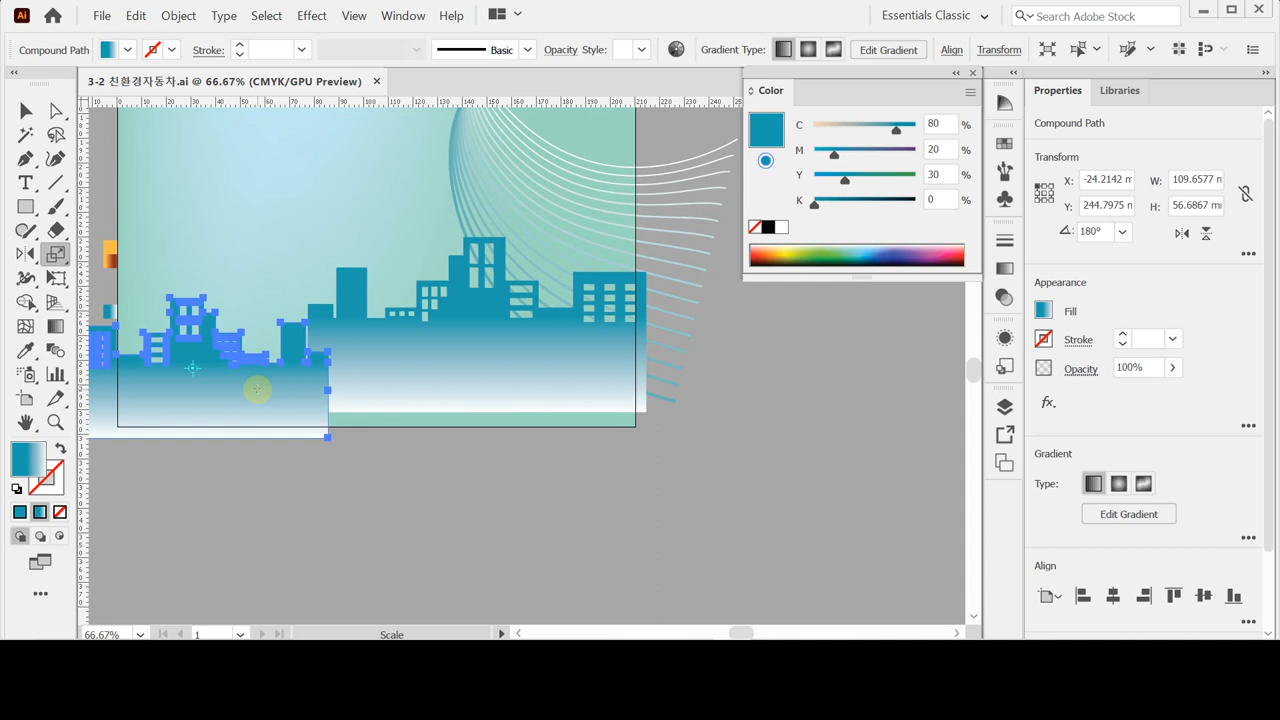 Ai File Edit Object Type Select Effect View Window Help Essentials Classic Search Adobe Stock
Compound Path Stroke: Basic Opacity Style: Gradient Type: Edit Gradient Align Transform
3-2 친환경자동차.ai @ 66.67% (CMYK/GPU Preview)
Color
C 80 %
M 20 %
Y 30 %
K 0 %
Properties Libraries
Compound Path
Transform
X: -24.2142 m W: 109.6577 m
Y: 244.7975 m H: 56.6867 m
180°
Appearance
Fill
Stroke
Opacity 100%
fx.
Gradient
Type:
Edit Gradient
Align
66.67% 1 Scale